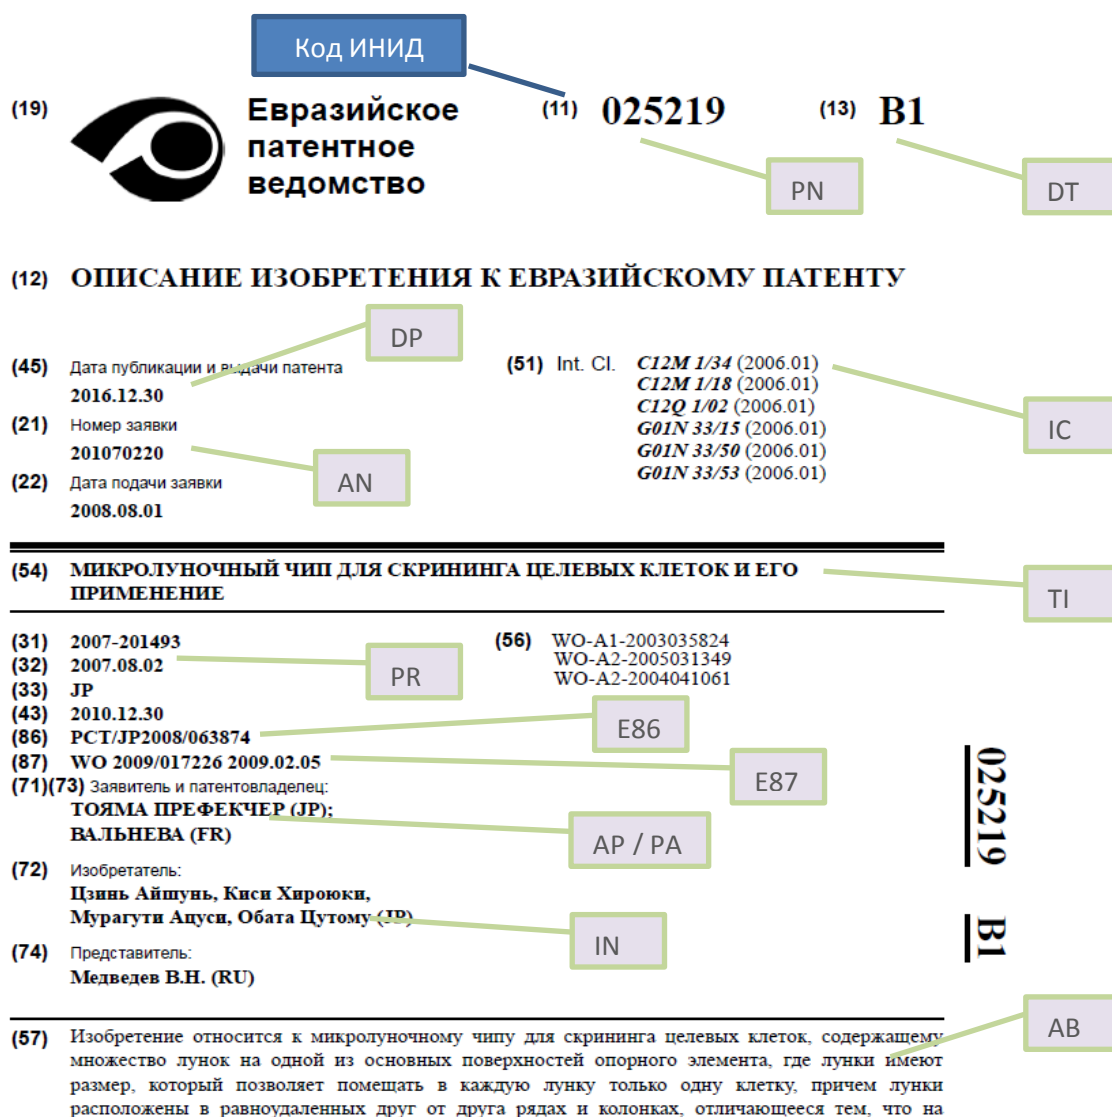 Код ИНИД
(19)
Евразийское
патентное
ведомство
(11) 025219
(13) B1
PN
DT
(12) ОПИСАНИЕ ИЗОБРЕТЕНИЯ К ЕВРАЗИЙСКОМУ ПАТЕНТУ
DP
(45) Дата публикации и выдачи патента
2016.12.30
(21) Номер заявки
201070220
AN
(22) Дата подачи заявки
2008.08.01
(51) Int. Cl. C12M 1/34 (2006.01)
C12M 1/18 (2006.01)
C12Q 1/02 (2006.01)
G01N 33/15 (2006.01)
G01N 33/50 (2006.01)
G01N 33/53 (2006.01)
IC
(54) МИКРОЛУНОЧНЫЙ ЧИП ДЛЯ СКРИНИНГА ЦЕЛЕВЫХ КЛЕТОК И ЕГО
ПРИМЕНЕНИЕ
TI
(31) 2007-201493
(32) 2007.08.02
(33) JP
(43) 2010.12.30
(86) PCT/JP2008/063874
(87) WO 2009/017226 2009.02.05
PR
E86
E87
(56) WO-A1-2003035824
WO-A2-2005031349
WO-A2-2004041061
(71)(73) Заявитель и патентовладелец:
ТОЯМА ПРЕФЕКЧЕР (JP);
ВАЛЬНЕВА (FR)
AP / PA
(72) Изобретатель:
Цзинь Айшунь, Киси Хироюки,
Мурагути Ацуси, Обата Цутому (JP)
IN
(74) Представитель:
Медведев В.Н. (RU)
025219
B1
AB
(57) Изобретение относится к микролуночному чипу для скрининга целевых клеток, содержащему
множество лунок на одной из основных поверхностей опорного элемента, где лунки имеют
размер, который позволяет помещать в каждую лунку только одну клетку, причем лунки
расположены в равноудаленных друг от друга рядах и колонках, отличающееся тем, что на